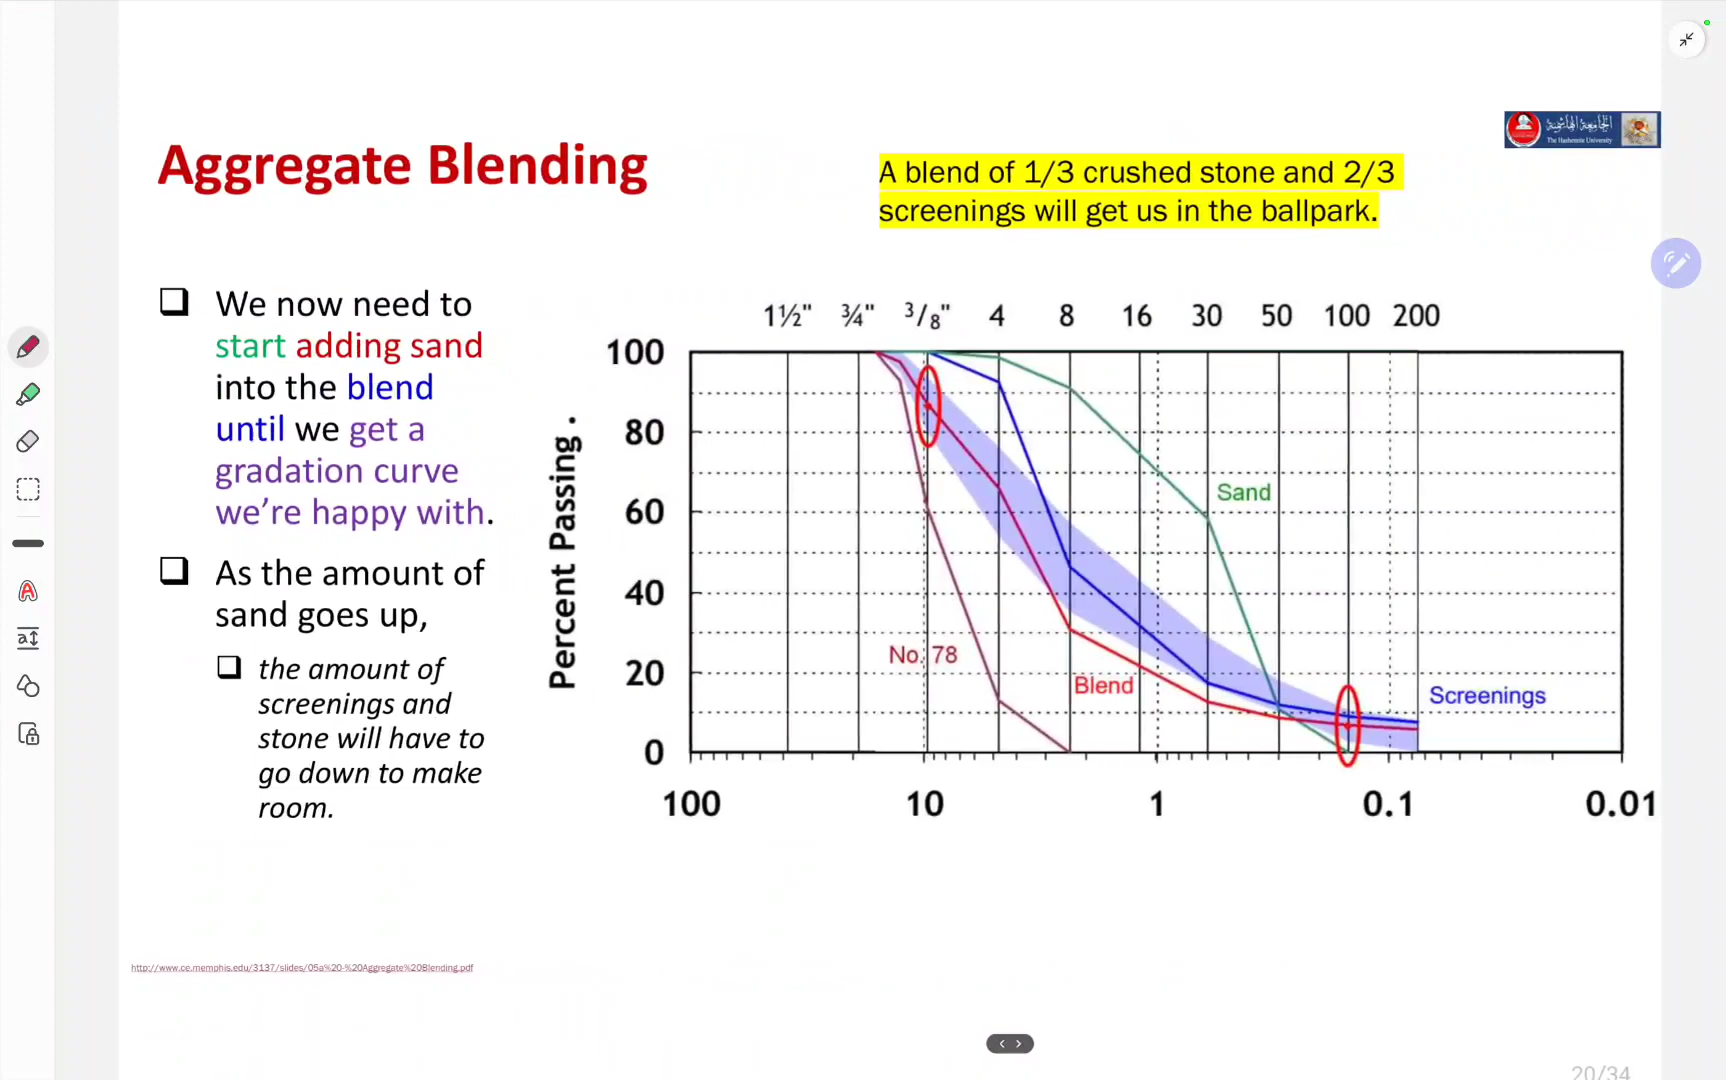 الجامعة الهاشمية
The Hashemite University
Aggregate Blending
A blend of 1/3 crushed stone and 2/3
screenings will get us in the ballpark.
❑ We now need to
start adding sand
into the blend
until we get a
gradation curve
we’re happy with.
❑ As the amount of
sand goes up,
❑ the amount of
screenings and
stone will have to
go down to make
room.
1½" ¾" 3/8" 4 8 16 30 50 100 200
Percent Passing .
100
80
60
40
20
0
Sand
No. 78
Blend
Screenings
100 10 1 0.1 0.01
http://www.ce.memphis.edu/3137/slides/05a%20-%20Aggregate%20Blending.pdf
20/34